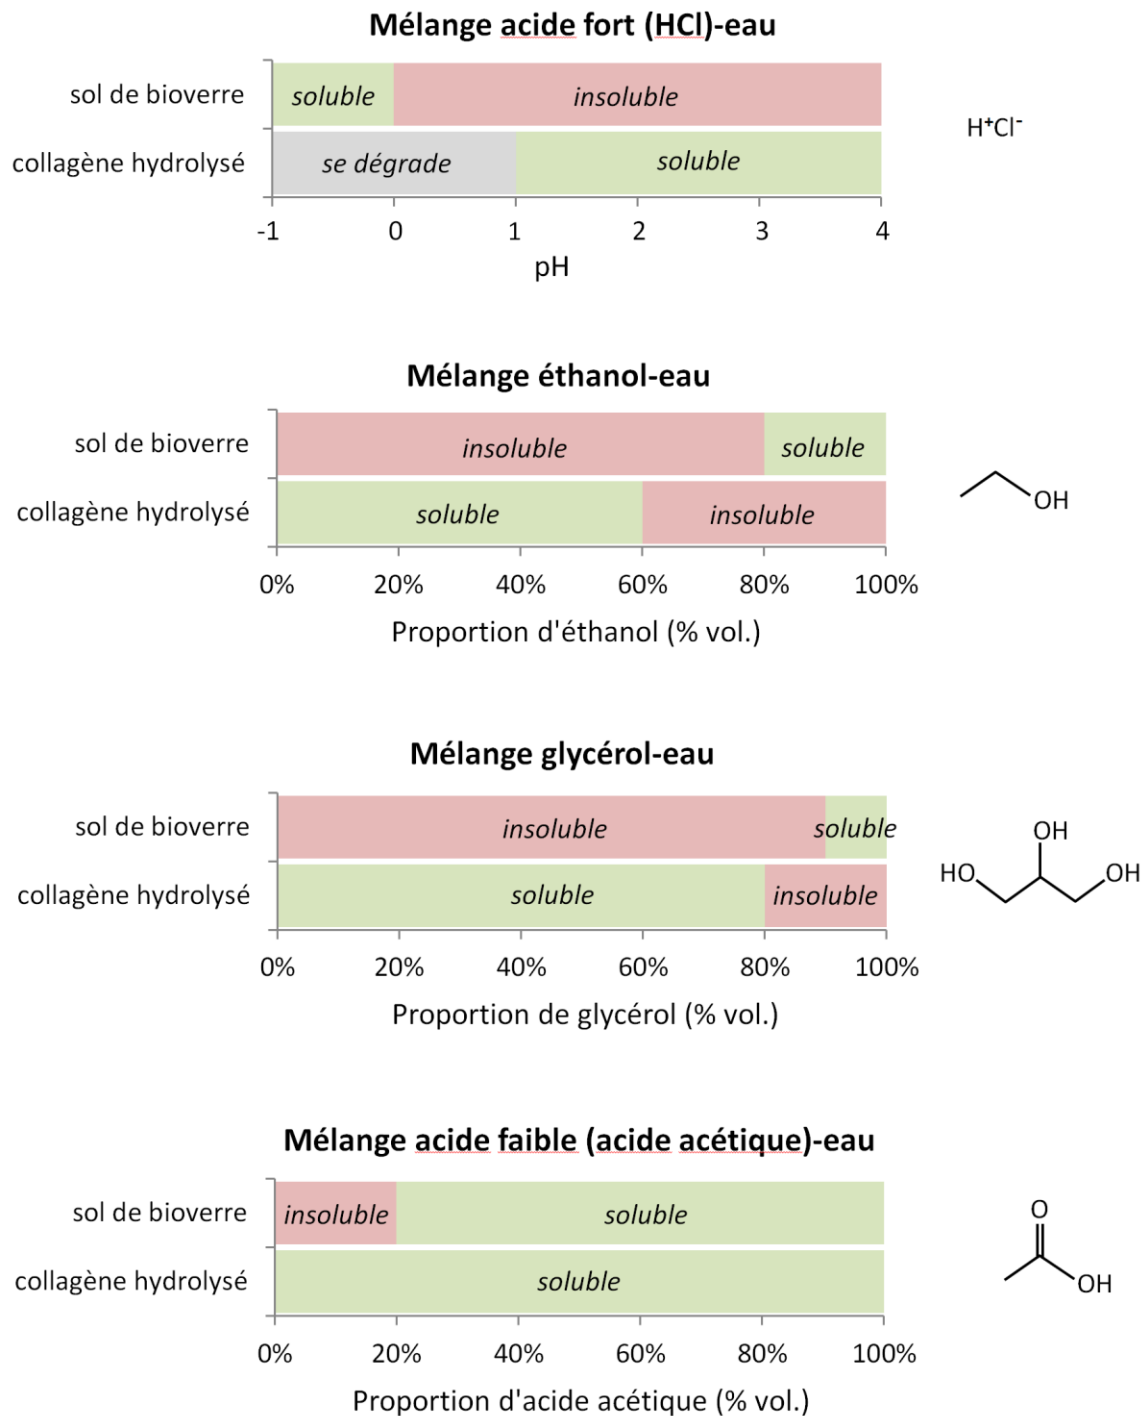 Mélange acide fort (HCl)-eau
sol de bioverre
soluble
insoluble
collagène hydrolysé
se dégrade
soluble
H⁺Cl⁻
-1 0 1 2 3 4
pH
Mélange éthanol-eau
sol de bioverre
insoluble
soluble
collagène hydrolysé
soluble
insoluble
OH
0% 20% 40% 60% 80% 100%
Proportion d'éthanol (% vol.)
Mélange glycérol-eau
sol de bioverre
insoluble
soluble
OH
collagène hydrolysé
soluble
insoluble
HO
OH
0% 20% 40% 60% 80% 100%
Proportion de glycérol (% vol.)
Mélange acide faible (acide acétique)-eau
sol de bioverre
insoluble
soluble
O
collagène hydrolysé
soluble
OH
0% 20% 40% 60% 80% 100%
Proportion d'acide acétique (% vol.)